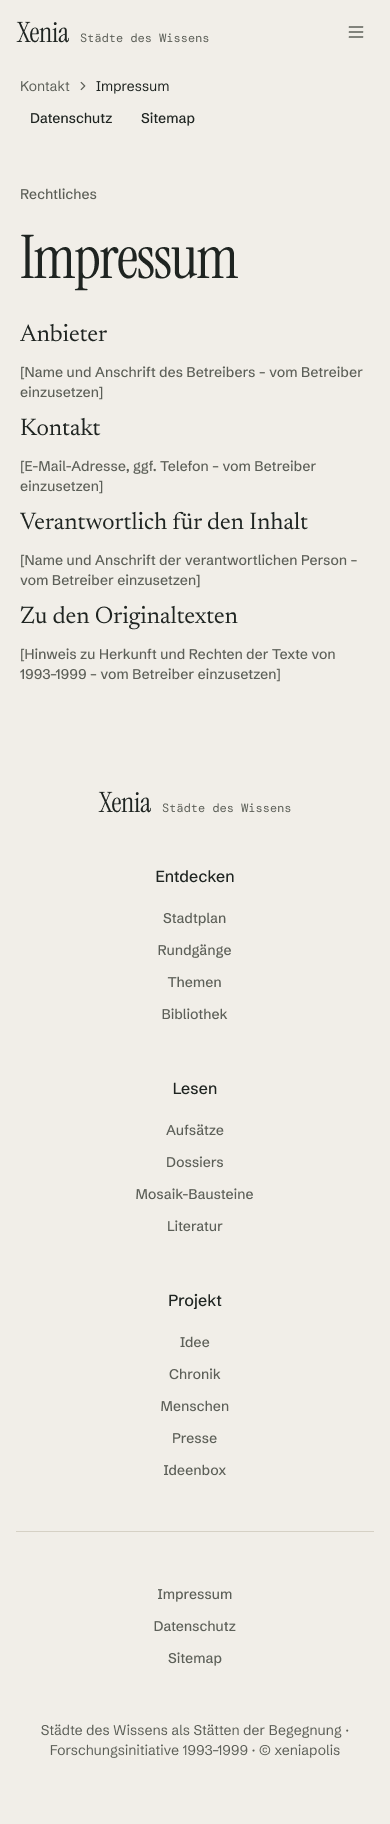 Xenia Städte des Wissens
Kontakt > Impressum
Datenschutz Sitemap
Rechtliches
Impressum
Anbieter
[Name und Anschrift des Betreibers – vom Betreiber
einzusetzen]
Kontakt
[E-Mail-Adresse, ggf. Telefon – vom Betreiber
einzusetzen]
Verantwortlich für den Inhalt
[Name und Anschrift der verantwortlichen Person –
vom Betreiber einzusetzen]
Zu den Originaltexten
[Hinweis zu Herkunft und Rechten der Texte von
1993–1999 – vom Betreiber einzusetzen]
Xenia Städte des Wissens
Entdecken
Stadtplan
Rundgänge
Themen
Bibliothek
Lesen
Aufsätze
Dossiers
Mosaik-Bausteine
Literatur
Projekt
Idee
Chronik
Menschen
Presse
Ideenbox
Impressum
Datenschutz
Sitemap
Städte des Wissens als Stätten der Begegnung ·
Forschungsinitiative 1993–1999 · © xeniapolis